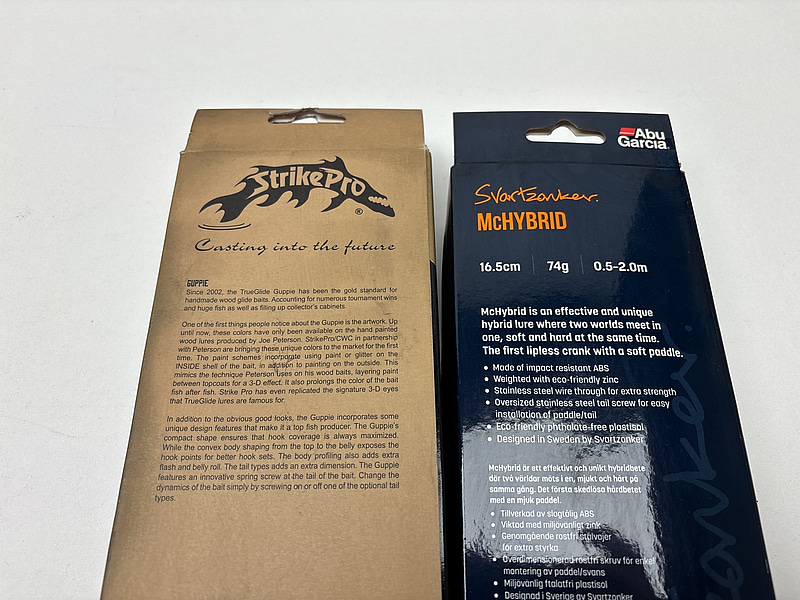 StrikePro
®
Casting into the future
GUPPIE
Since 2002, the TrueGlide Guppie has been the gold standard for
handmade wood glide baits. Accounting for numerous tournament wins
and huge fish as well as filling up collector's cabinets.
One of the first things people notice about the Guppie is the artwork. Up
until now, these colors have only been available on the hand painted
wood lures produced by Joe Peterson. StrikePro/CWC in partnership
with Peterson are bringing these unique colors to the market for the first
time. The paint schemes incorporate using paint or glitter on the
INSIDE shell of the bait, in addition to painting on the outside. This
mimics the technique Peterson uses on his wood baits, layering paint
between topcoats for a 3-D effect. It also prolongs the color of the bait
fish after fish. Strike Pro has even replicated the signature 3-D eyes
that TrueGlide lures are famous for.
In addition to the obvious good looks, the Guppie incorporates some
unique design features that make it a top fish producer. The Guppie's
compact shape ensures that hook coverage is always maximized.
While the convex body shaping from the top to the belly exposes the
hook points for better hook sets. The body profiling also adds extra
flash and belly roll. The tail types adds an extra dimension. The Guppie
features an innovative spring screw at the tail of the bait. Change the
dynamics of the bait simply by screwing on or off one of the optional tail
types.
Abu
Garcia
Svartzonker.
McHYBRID
16.5cm 74g 0.5-2.0m
McHybrid is an effective and unique
hybrid lure where two worlds meet in
one, soft and hard at the same time.
The first lipless crank with a soft paddle.
• Made of impact resistant ABS
• Weighted with eco-friendly zinc
• Stainless steel wire through for extra strength
• Oversized stainless steel tail screw for easy
installation of paddle/tail
• Eco-friendly phthalate-free plastisol
• Designed in Sweden by Svartzonker
McHybrid är ett effektivt och unikt hybridbete
där två världar möts i en, mjukt och hårt på
samma gång. Det första skedlösa hårdbetet
med en mjuk paddel.
• Tillverkad av slagtålig ABS
• Viktad med miljövänligt zink
• Genomgående rostfri stålvajer
för extra styrka
• Överdimensionerad rostfri skruv för enkel
montering av paddel/svans
• Miljövänlig ftalatfri plastisol
• Designad i Sverige av Svartzonker